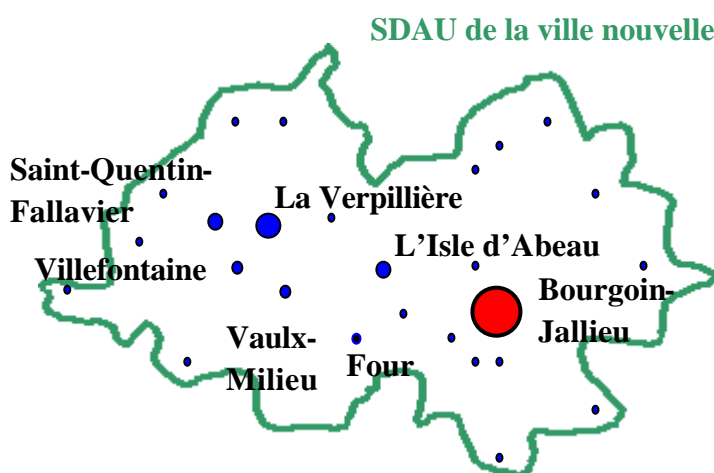 SDAU de la ville nouvelle
Saint-Quentin-
Fallavier
La Verpillière
Villefontaine
L'Isle d'Abeau
Bourgoin-
Jallieu
Vaulx-
Milieu
Four